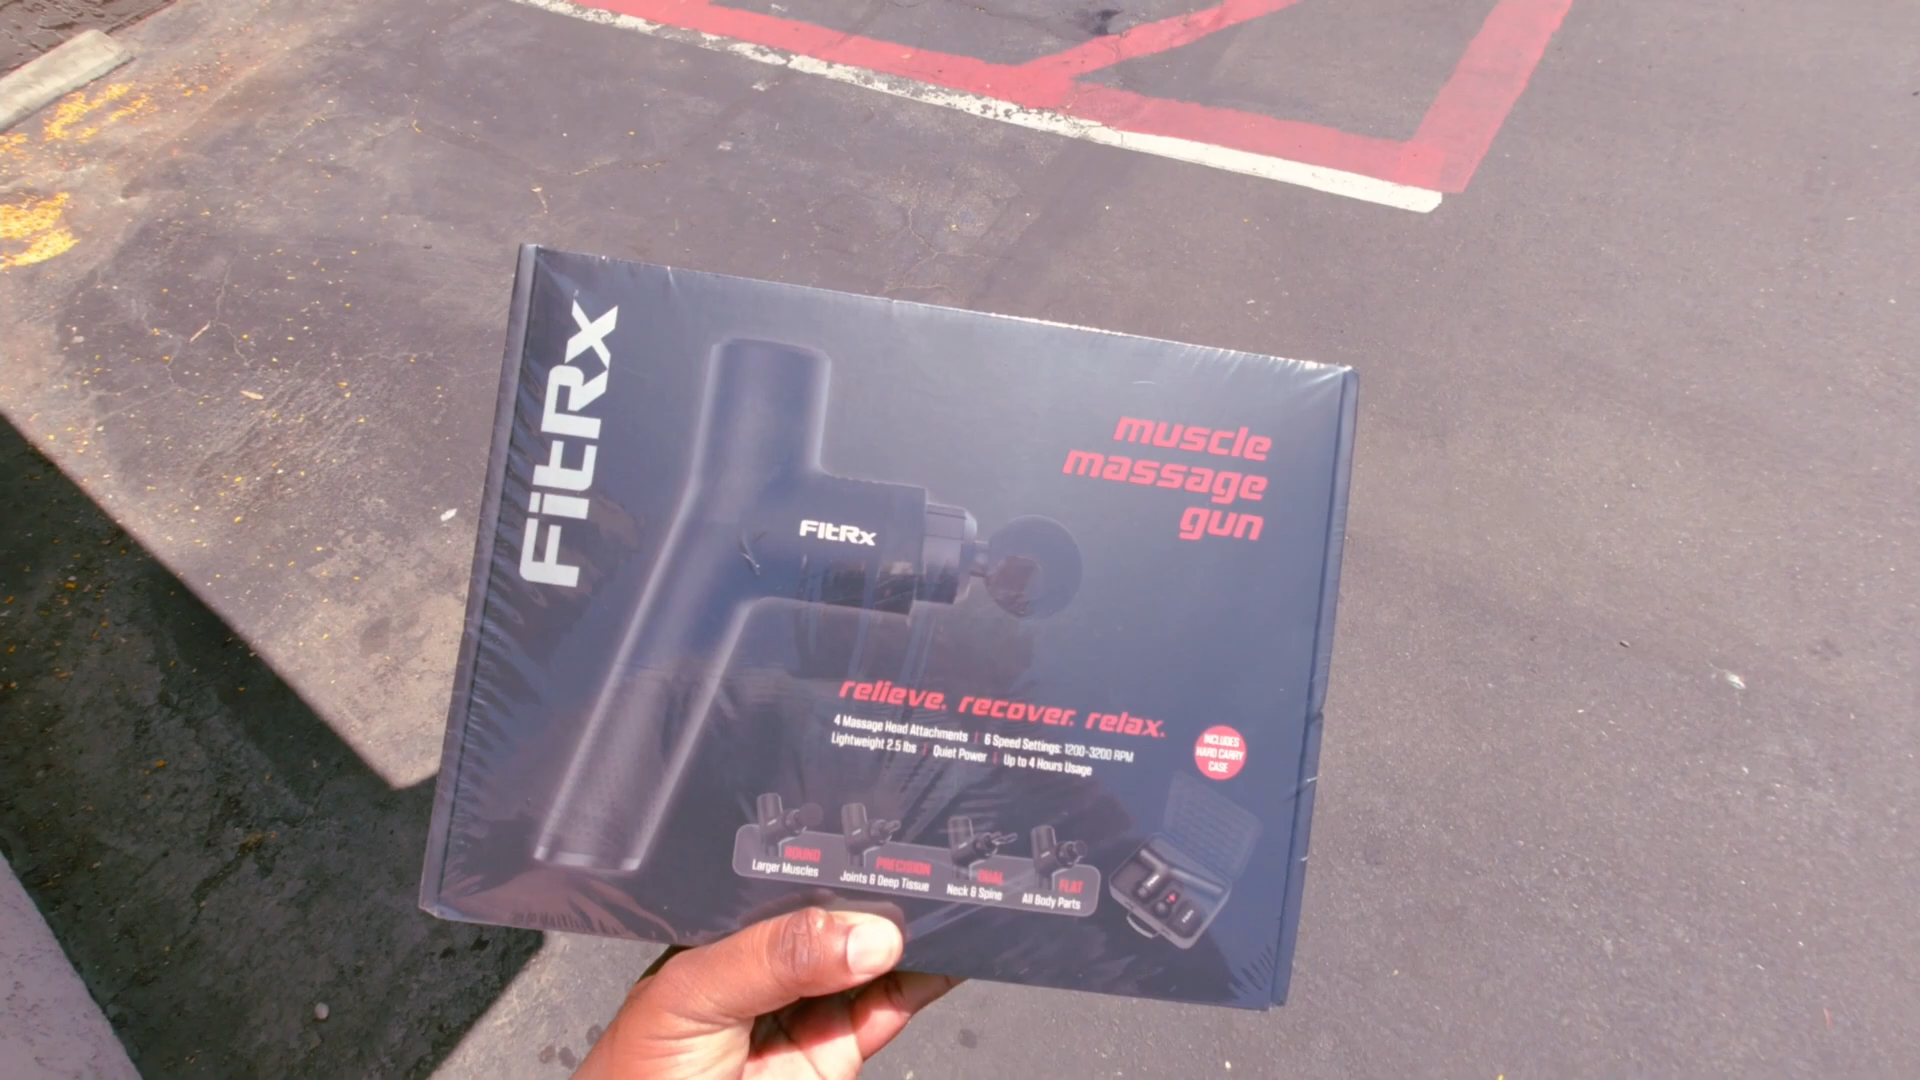 FitRx
muscle
massage
gun
FitRx
relieve. recover. relax.
4 Massage Head Attachments | 6 Speed Settings: 1200-3200 RPM
Lightweight 2.5 lbs | Quiet Power | Up to 4 Hours Usage
INCLUDES
HARD CARRY
CASE
ROUND
Larger Muscles
PRECISION
Joints & Deep Tissue
DUAL
Neck & Spine
FLAT
All Body Parts